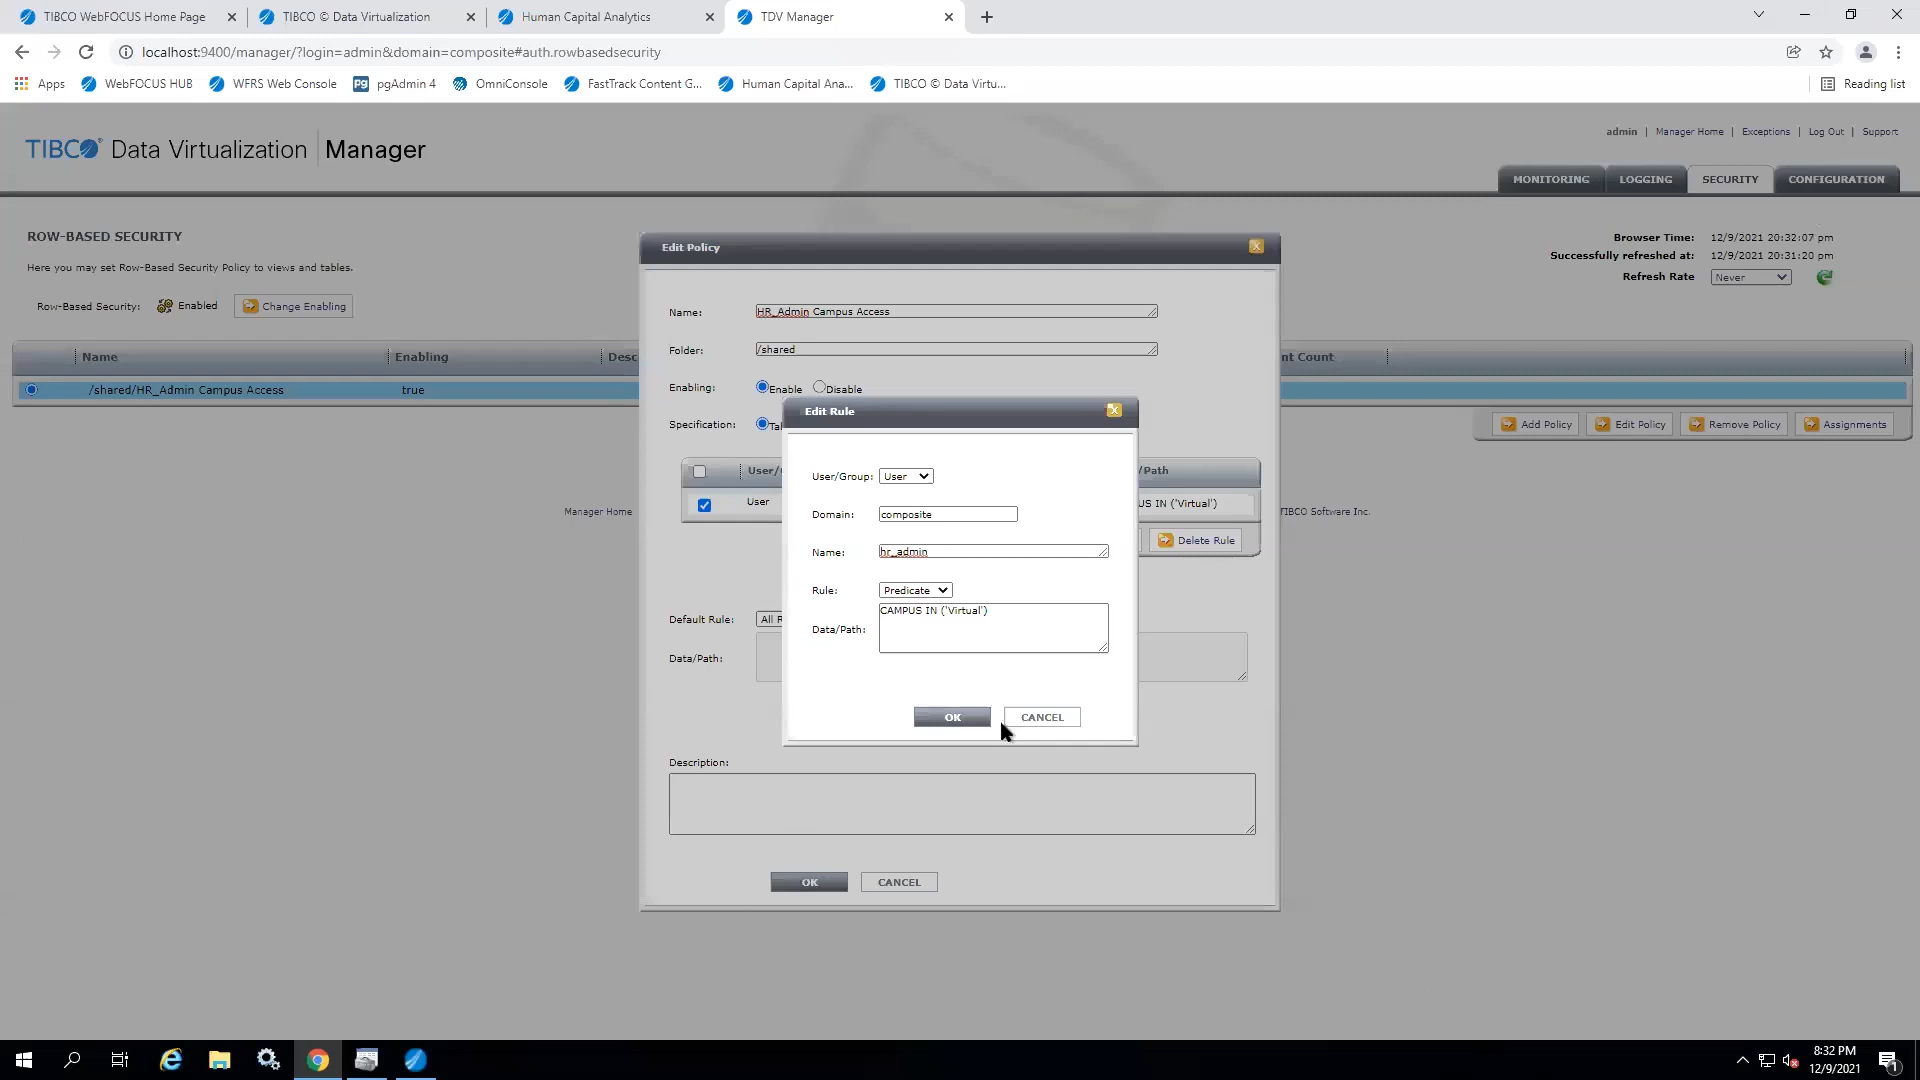 TIBCO WebFOCUS Home Page
TIBCO © Data Virtualization
Human Capital Analytics
TDV Manager
localhost:9400/manager/?login=admin&domain=composite#auth.rowbasedsecurity
Apps
WebFOCUS HUB
WFRS Web Console
pgAdmin 4
OmniConsole
FastTrack Content G...
Human Capital Ana...
TIBCO © Data Virtu...
Reading list
TIBCO® Data Virtualization | Manager
admin | Manager Home | Exceptions | Log Out | Support
MONITORING LOGGING SECURITY CONFIGURATION
ROW-BASED SECURITY
Here you may set Row-Based Security Policy to views and tables.
Row-Based Security: Enabled Change Enabling
Browser Time: 12/9/2021 20:32:07 pm
Successfully refreshed at: 12/9/2021 20:31:20 pm
Refresh Rate Never
Name Enabling Desc nt Count
/shared/HR_Admin Campus Access true
Add Policy Edit Policy Remove Policy Assignments
Manager Home
TIBCO Software Inc.
Edit Policy
Name: HR_Admin Campus Access
Folder: /shared
Enabling: Enable Disable
Specification: Ta
User/ /Path
User US IN ('Virtual')
Delete Rule
Default Rule: All R
Data/Path:
Description:
OK CANCEL
Edit Rule
User/Group: User
Domain: composite
Name: hr_admin
Rule: Predicate
Data/Path: CAMPUS IN ('Virtual')
OK CANCEL
8:32 PM
12/9/2021
1